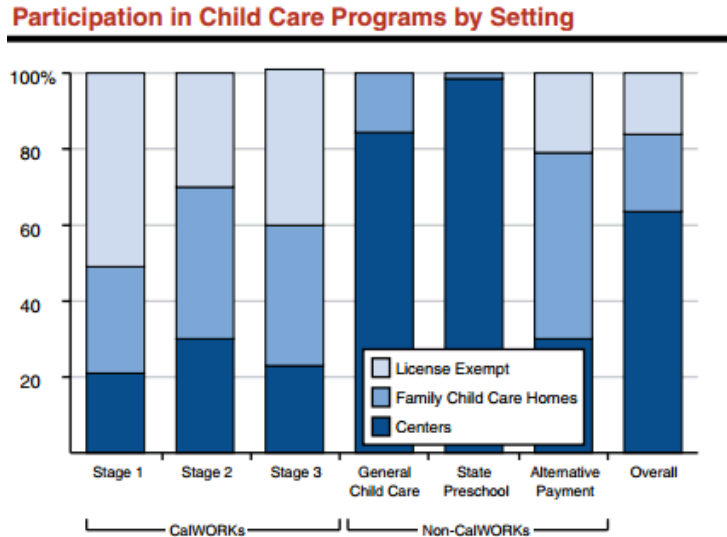 Participation in Child Care Programs by Setting
100%
80
60
40
20
License Exempt
Family Child Care Homes
Centers
Stage 1
Stage 2
Stage 3
General
Child Care
State
Preschool
Alternative
Payment
Overall
CalWORKs
Non-CalWORKs